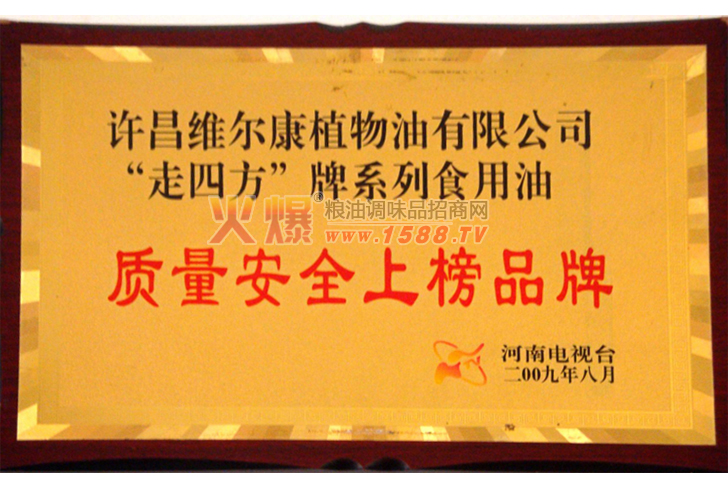 许昌维尔康植物油有限公司
“走四方”牌系列食用油
火爆®粮油调味品招商网
www.1588.TV
质量安全上榜品牌
河南电视台
二00九年八月